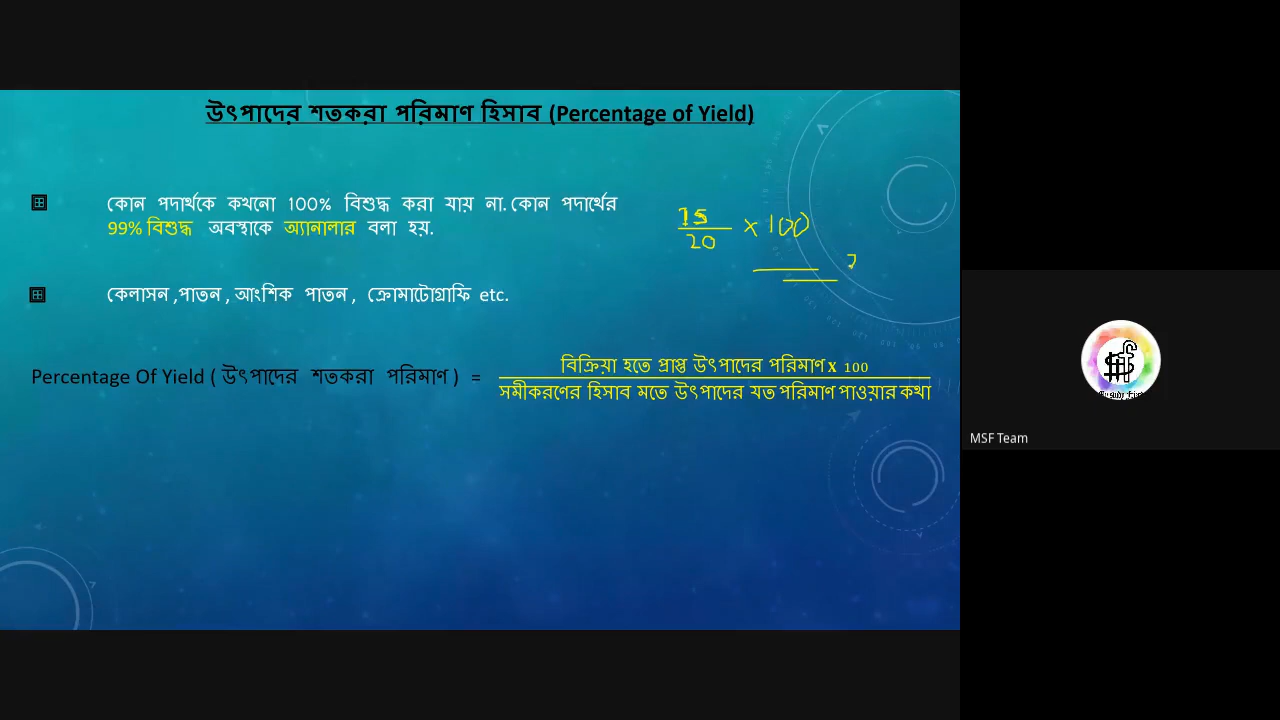 উৎপাদের শতকরা পরিমাণ হিসাব (Percentage of Yield)
কোন পদার্থকে কখনো 100% বিশুদ্ধ করা যায় না. কোন পদার্থের
99% বিশুদ্ধ অবস্থাকে অ্যানালার বলা হয়.
15
20
x 100
কেলাসন ,পাতন , আংশিক পাতন , ক্রোমাটোগ্রাফি etc.
Percentage Of Yield ( উৎপাদের শতকরা পরিমাণ ) =
বিক্রিয়া হতে প্রাপ্ত উৎপাদের পরিমাণ x 100
সমীকরণের হিসাব মতে উৎপাদের যত পরিমাণ পাওয়ার কথা
MSF Team